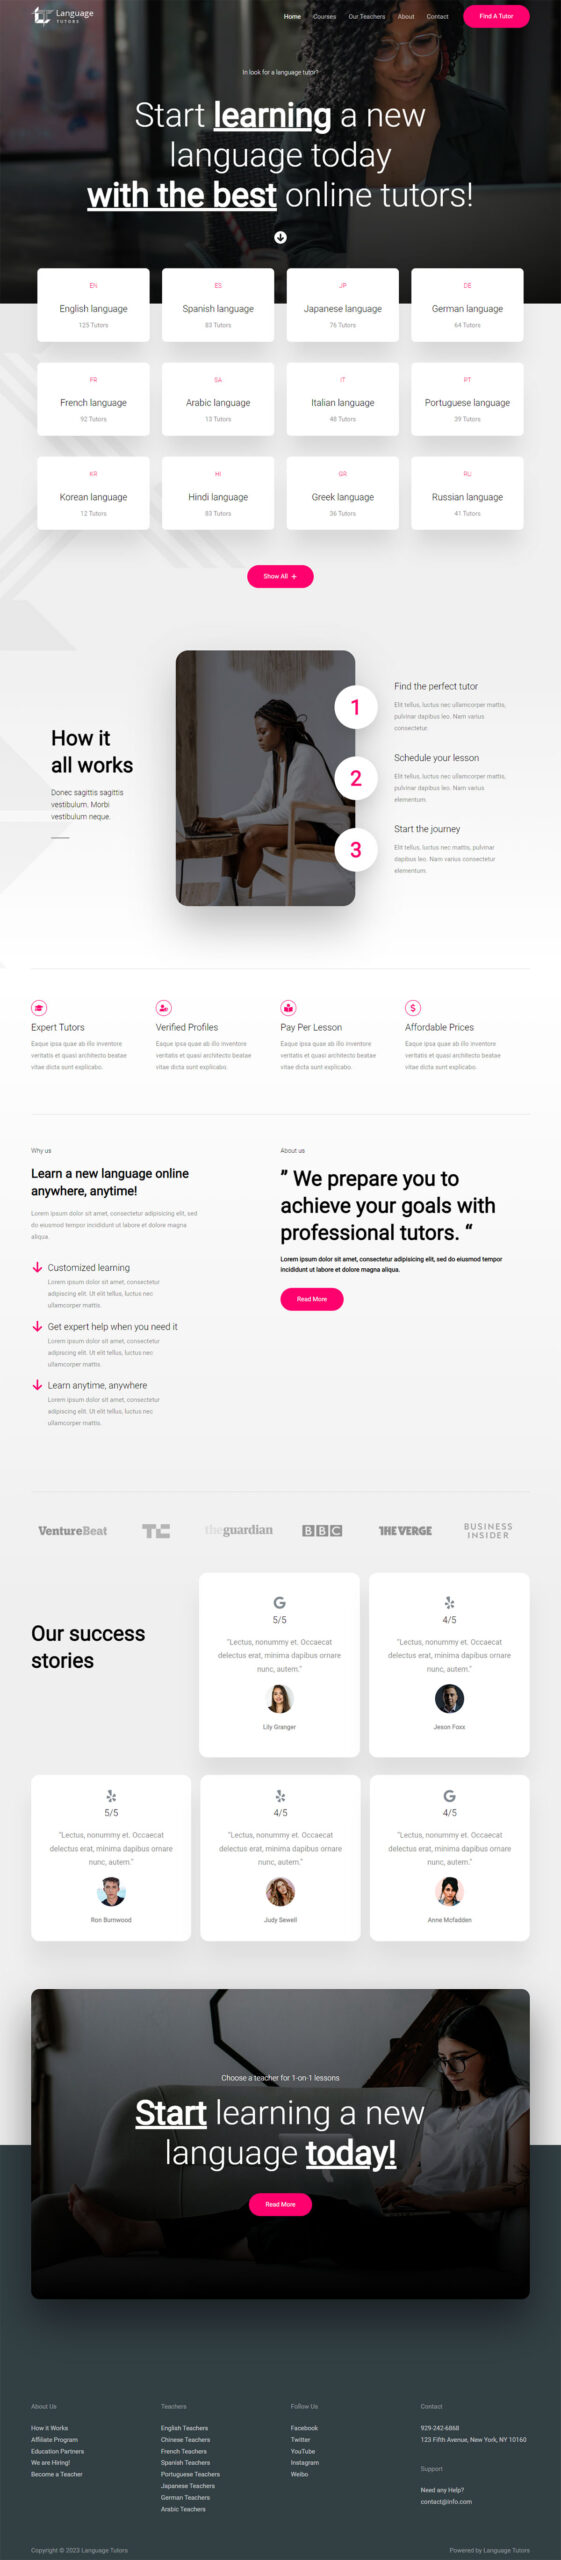 Language
TUTORS
Home
Courses
Our Teachers
About
Contact
Find A Tutor
In look for a language tutor?
Start learning a new
language today
with the best online tutors!
EN
English language
125 Tutors
ES
Spanish language
83 Tutors
JP
Japanese language
76 Tutors
DE
German language
64 Tutors
FR
French language
92 Tutors
SA
Arabic language
13 Tutors
IT
Italian language
48 Tutors
PT
Portuguese language
39 Tutors
KR
Korean language
12 Tutors
HI
Hindi language
83 Tutors
GR
Greek language
36 Tutors
RU
Russian language
41 Tutors
Show All +
How it
all works
Donec sagittis sagittis
vestibulum. Morbi
vestibulum neque.
1
Find the perfect tutor
Elit tellus, luctus nec ullamcorper mattis,
pulvinar dapibus leo. Nam varius
consectetur.
2
Schedule your lesson
Elit tellus, luctus nec ullamcorper mattis,
pulvinar dapibus leo. Nam varius
elementum.
3
Start the journey
Elit tellus, luctus nec mattis, pulvinar
dapibus leo. Nam varius consectetur
elementum.
Expert Tutors
Eaque ipsa quae ab illo inventore
veritatis et quasi architecto beatae
vitae dicta sunt explicabo.
Verified Profiles
Eaque ipsa quae ab illo inventore
veritatis et quasi architecto beatae
vitae dicta sunt explicabo.
Pay Per Lesson
Eaque ipsa quae ab illo inventore
veritatis et quasi architecto beatae
vitae dicta sunt explicabo.
Affordable Prices
Eaque ipsa quae ab illo inventore
veritatis et quasi architecto beatae
vitae dicta sunt explicabo.
Why us
Learn a new language online
anywhere, anytime!
Lorem ipsum dolor sit amet, consectetur adipisicing elit, sed
do eiusmod tempor incididunt ut labore et dolore magna
aliqua.
Customized learning
Lorem ipsum dolor sit amet, consectetur
adipiscing elit. Ut elit tellus, luctus nec
ullamcorper mattis.
Get expert help when you need it
Lorem ipsum dolor sit amet, consectetur
adipiscing elit. Ut elit tellus, luctus nec
ullamcorper mattis.
Learn anytime, anywhere
Lorem ipsum dolor sit amet, consectetur
adipiscing elit. Ut elit tellus, luctus nec
ullamcorper mattis.
About us
” We prepare you to
achieve your goals with
professional tutors. “
Lorem ipsum dolor sit amet, consectetur adipisicing elit, sed do eiusmod tempor
incididunt ut labore et dolore magna aliqua.
Read More
VentureBeat
TC
theguardian
BBC
THE VERGE
BUSINESS
INSIDER
Our success
stories
G
5/5
"Lectus, nonummy et. Occaecat
delectus erat, minima dapibus ornare
nunc, autem."
Lily Granger
4/5
"Lectus, nonummy et. Occaecat
delectus erat, minima dapibus ornare
nunc, autem."
Jeson Foxx
5/5
"Lectus, nonummy et. Occaecat
delectus erat, minima dapibus ornare
nunc, autem."
Ron Burnwood
4/5
"Lectus, nonummy et. Occaecat
delectus erat, minima dapibus ornare
nunc, autem."
Judy Sewell
G
4/5
"Lectus, nonummy et. Occaecat
delectus erat, minima dapibus ornare
nunc, autem."
Anne Mcfadden
Choose a teacher for 1-on-1 lessons
Start learning a new
language today!
Read More
About Us
How it Works
Affiliate Program
Education Partners
We are Hiring!
Become a Teacher
Teachers
English Teachers
Chinese Teachers
French Teachers
Spanish Teachers
Portuguese Teachers
Japanese Teachers
German Teachers
Arabic Teachers
Follow Us
Facebook
Twitter
YouTube
Instagram
Weibo
Contact
929-242-6868
123 Fifth Avenue, New York, NY 10160
Support
Need any Help?
contact@info.com
Copyright © 2023 Language Tutors
Powered by Language Tutors